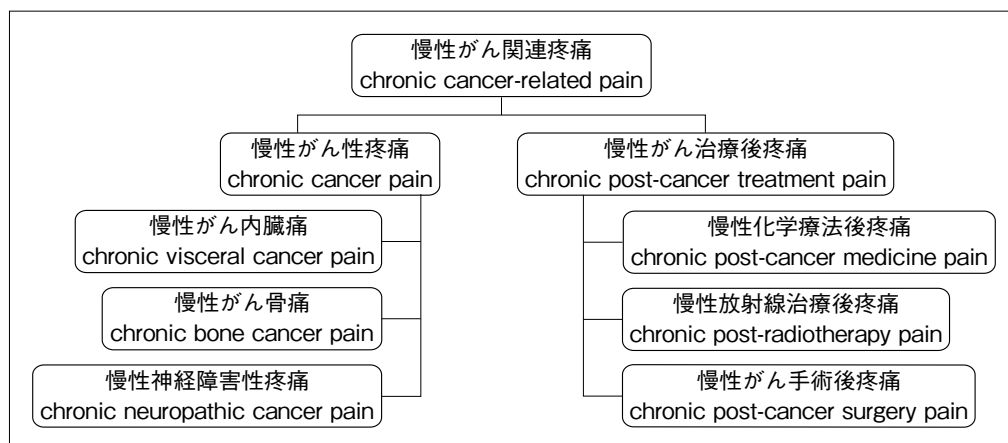 慢性がん関連疼痛
chronic cancer-related pain
慢性がん性疼痛
chronic cancer pain
慢性がん治療後疼痛
chronic post-cancer treatment pain
慢性がん内臓痛
chronic visceral cancer pain
慢性化学療法後疼痛
chronic post-cancer medicine pain
慢性がん骨痛
chronic bone cancer pain
慢性放射線治療後疼痛
chronic post-radiotherapy pain
慢性神経障害性疼痛
chronic neuropathic cancer pain
慢性がん手術後疼痛
chronic post-cancer surgery pain